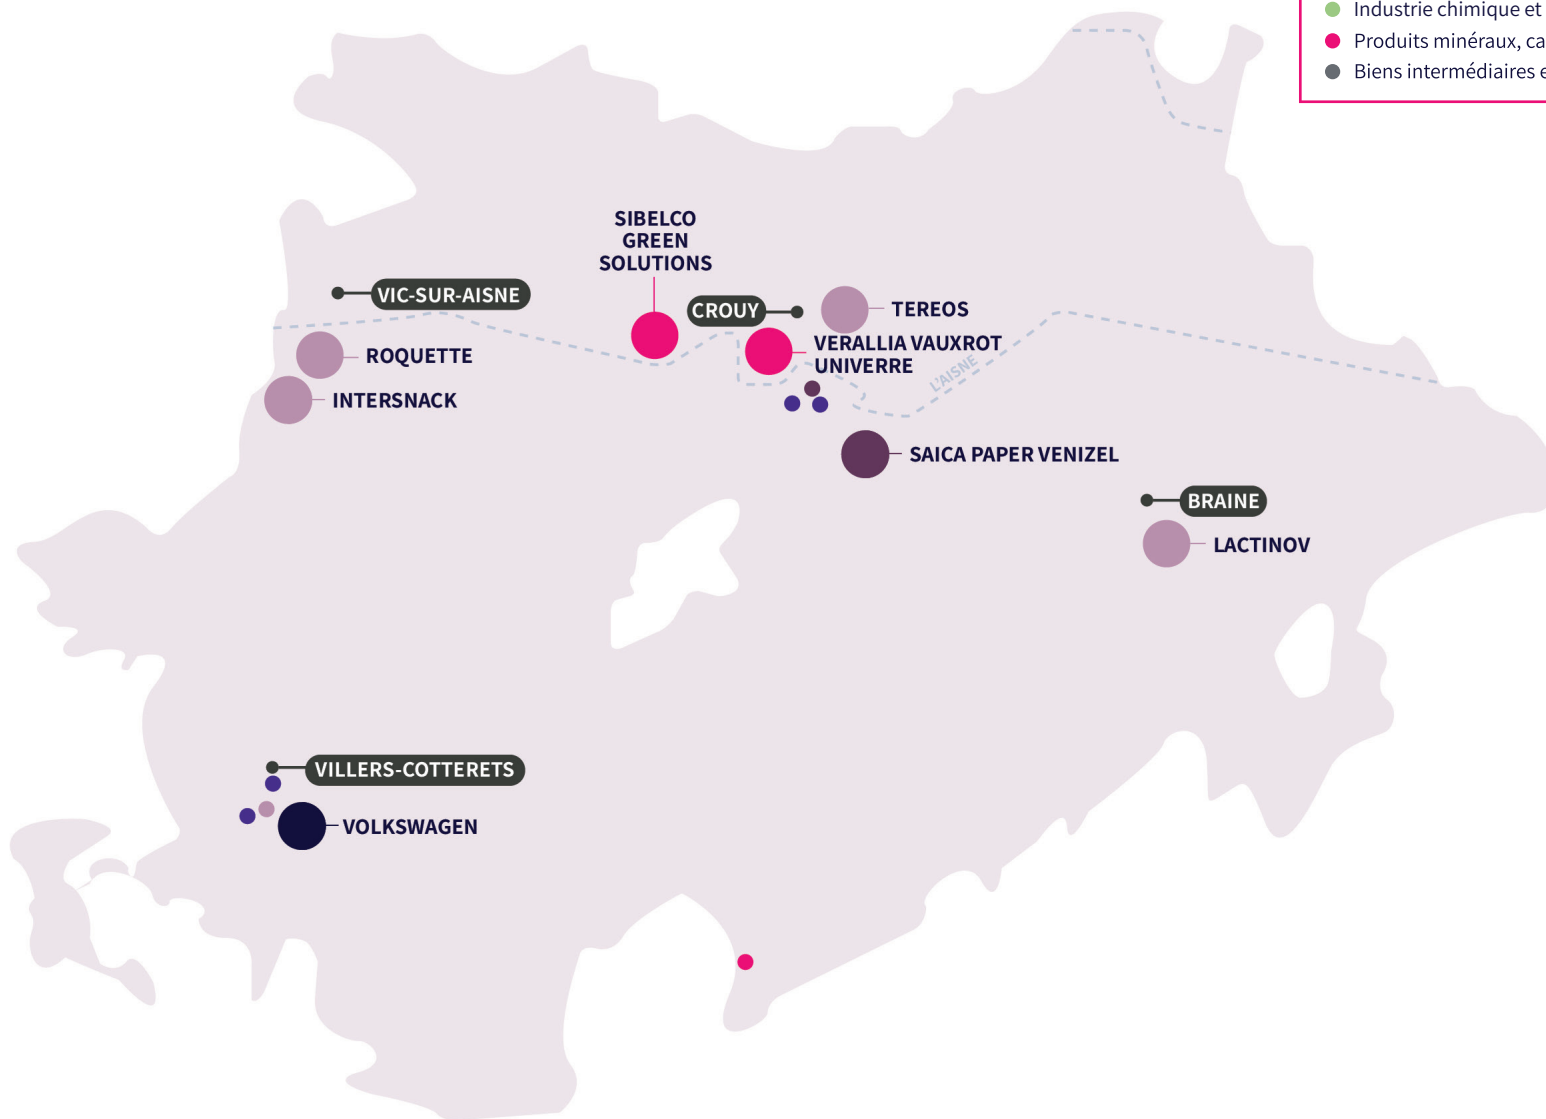 Industrie chimique et
Produits minéraux, ca
Biens intermédiaires e
SIBELCO
GREEN
SOLUTIONS
VIC-SUR-AISNE
CROUY
TEREOS
VERALLIA VAUXROT
UNIVERRE
ROQUETTE
L'AISNE
INTERSNACK
SAICA PAPER VENIZEL
BRAINE
LACTINOV
VILLERS-COTTERETS
VOLKSWAGEN